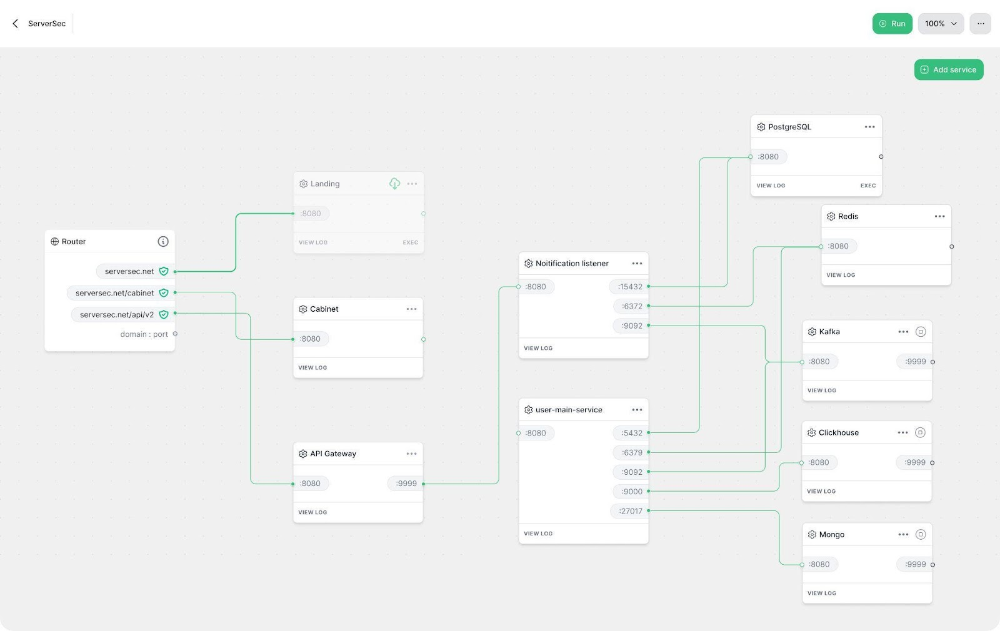 ServerSec
Run
100%
Add service
Router
serversec.net
serversec.net/cabinet
serversec.net/api/v2
domain : port
Landing
:8080
VIEW LOG
EXEC
Cabinet
:8080
VIEW LOG
API Gateway
:8080
:9999
VIEW LOG
Noitification listener
:8080
:15432
:6372
:9092
VIEW LOG
user-main-service
:8080
:5432
:6379
:9092
:9000
:27017
VIEW LOG
PostgreSQL
:8080
VIEW LOG
EXEC
Redis
:8080
VIEW LOG
Kafka
:8080
:9999
VIEW LOG
Clickhouse
:8080
:9999
VIEW LOG
Mongo
:8080
:9999
VIEW LOG